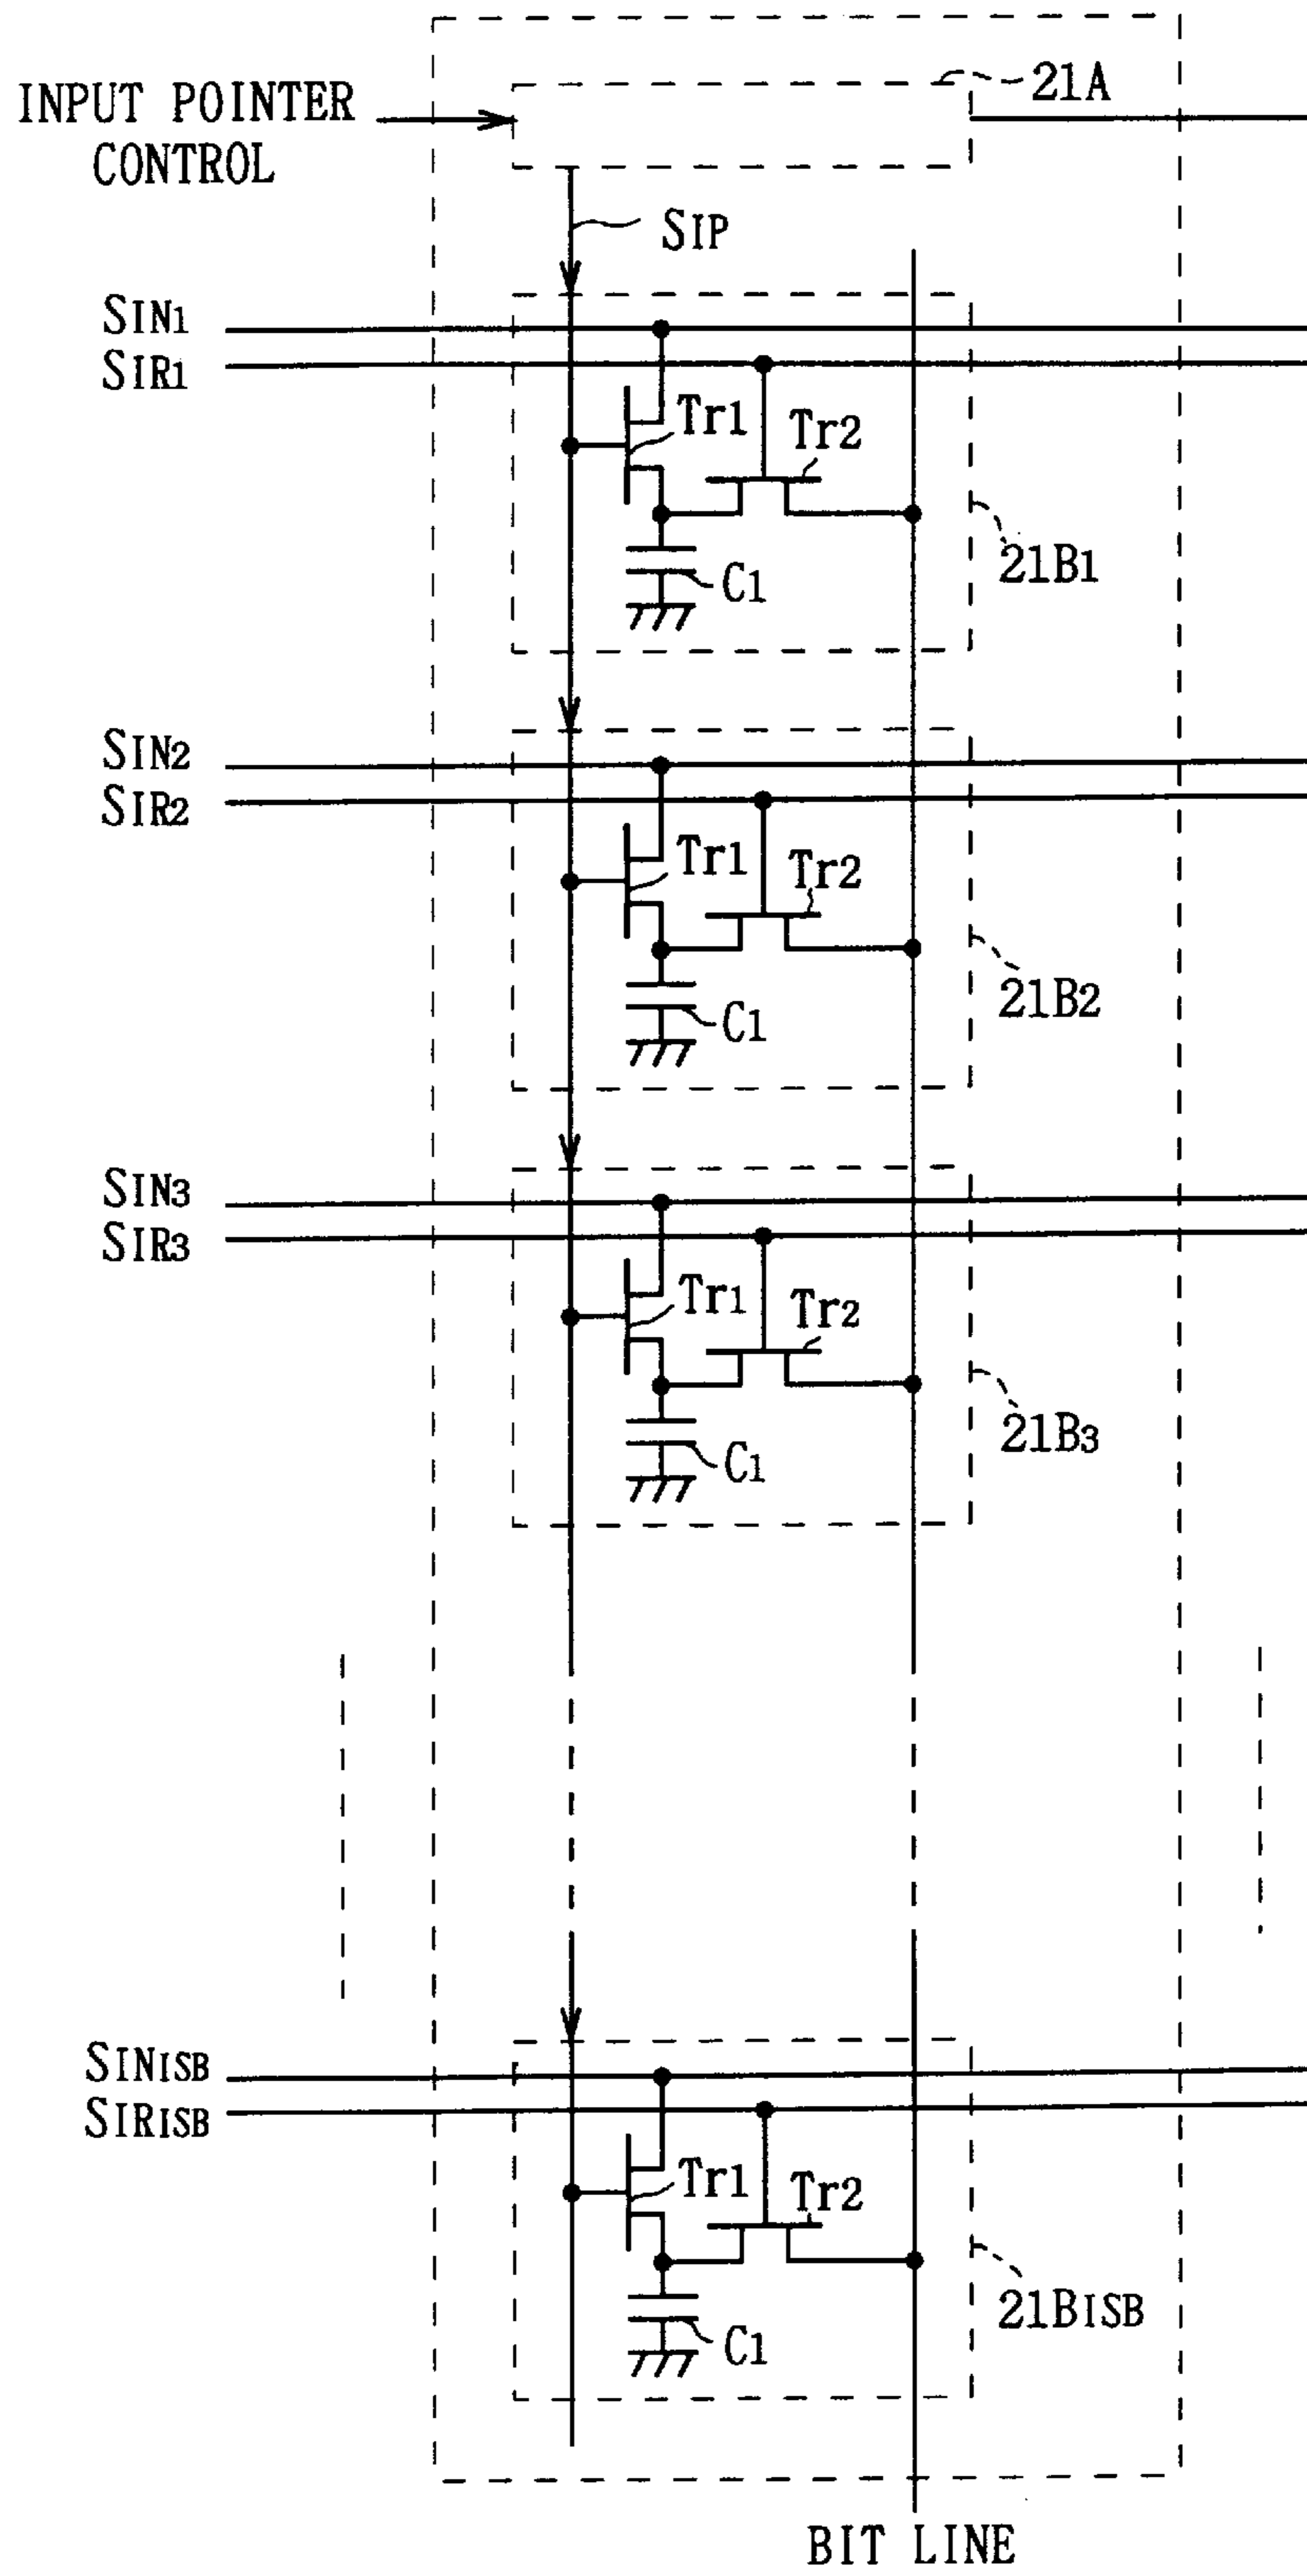 21A
INPUT POINTER
CONTROL
SIP
SIN1
SIR1
Tr1
Tr2
21B1
C1
SIN2
SIR2
Tr1
Tr2
21B2
C1
SIN3
SIR3
Tr1
Tr2
21B3
C1
SINISB
SIRISB
Tr1
Tr2
21BISB
C1
BIT LINE